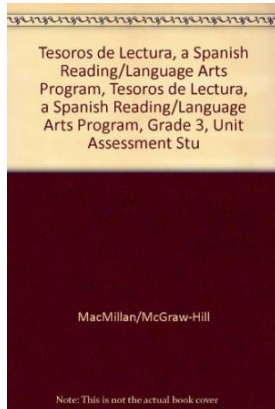 Tesoros de Lectura, a Spanish
Reading/Language Arts
Program, Tesoros de Lectura,
a Spanish Reading/Language
Arts Program, Grade 3, Unit
Assessment Stu
MacMillan/McGraw-Hill
Note: This is not the actual book cover